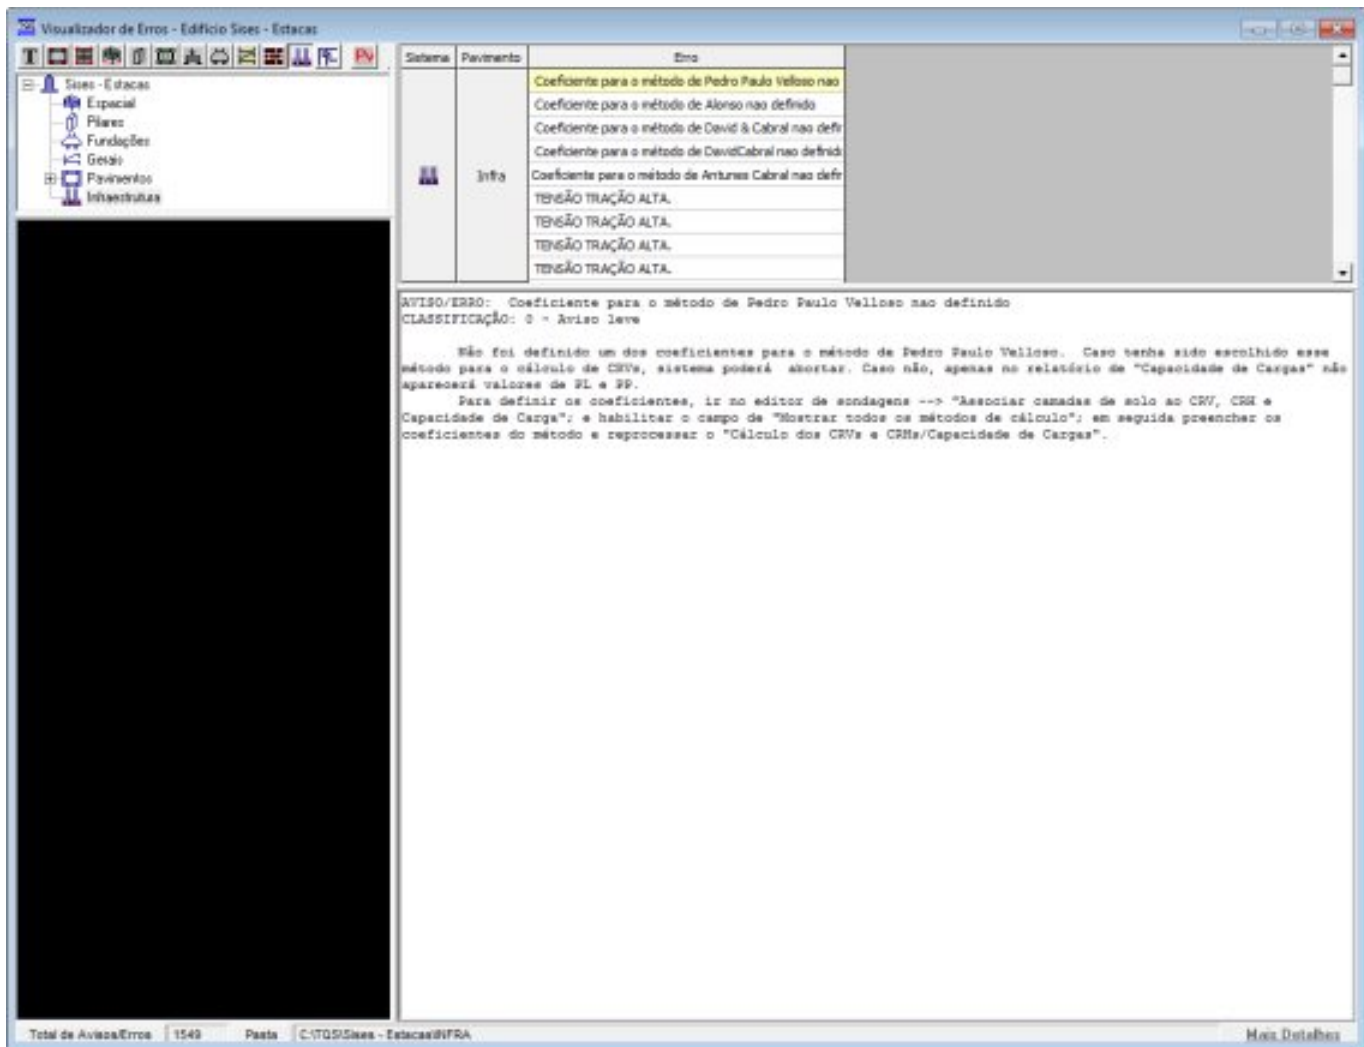 Visualizador de Erros - Edifício Sises - Estacas
Sises - Estacas
Espacial
Pilares
Fundações
Gerais
Pavimentos
Infraestrutura
Sistema Pavimento Erro
Coeficiente para o método de Pedro Paulo Velloso nao
Coeficiente para o método de Alonso nao definido
Coeficiente para o método de David & Cabral nao defir
Coeficiente para o método de DavidCabral nao definid
Infra
Coeficiente para o método de Antunes Cabral nao defir
TENSÃO TRAÇÃO ALTA.
TENSÃO TRAÇÃO ALTA.
TENSÃO TRAÇÃO ALTA.
TENSÃO TRAÇÃO ALTA.
AVISO/ERRO: Coeficiente para o método de Pedro Paulo Velloso nao definido
CLASSIFICAÇÃO: 0 - Aviso leve
Não foi definido um dos coeficientes para o método de Pedro Paulo Velloso. Caso tenha sido escolhido esse
método para o cálculo de CRVs, sistema poderá abortar. Caso não, apenas no relatório de "Capacidade de Cargas" não
aparecerá valores de PL e PP.
Para definir os coeficientes, ir no editor de sondagens --> "Associar camadas de solo ao CRV, CRH e
Capacidade de Carga"; e habilitar o campo de "Mostrar todos os métodos de cálculo"; em seguida preencher os
coeficientes do método e reprocessar o "Cálculo dos CRVs e CRHs/Capacidade de Cargas".
Total de Avisos/Erros 1549 Pasta C:\TQS\Sises - Estacas\INFRA Mais Detalhes